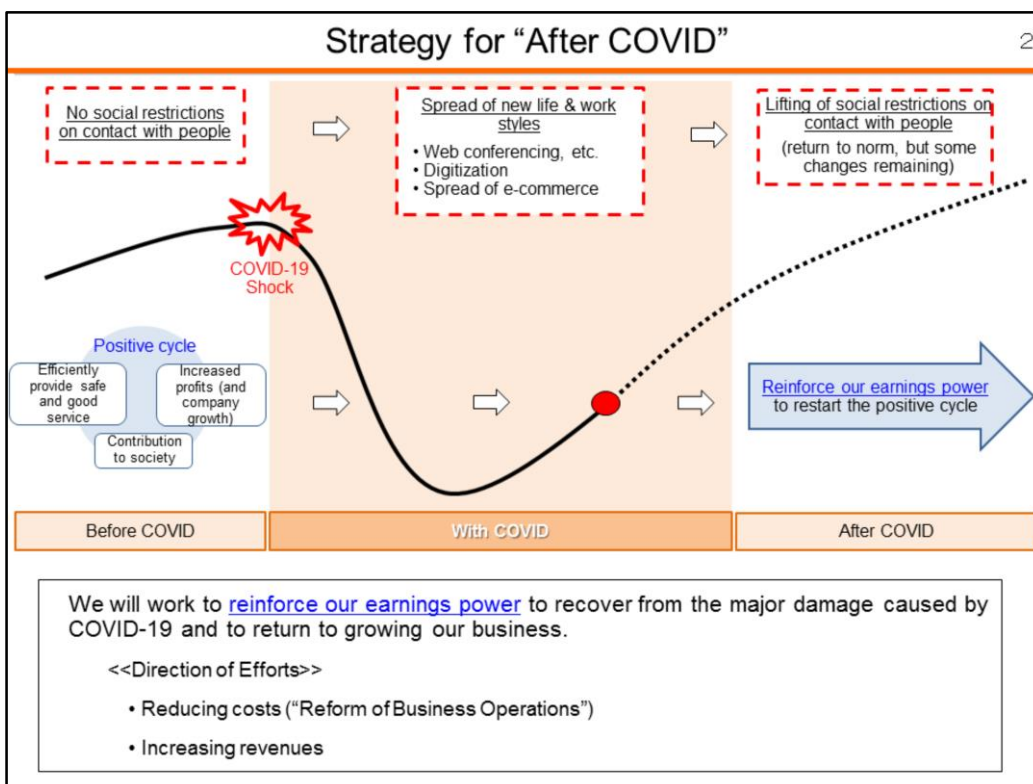 Strategy for “After COVID”
2
No social restrictions
on contact with people
Spread of new life & work
styles
• Web conferencing, etc.
• Digitization
• Spread of e-commerce
Lifting of social restrictions on
contact with people
(return to norm, but some
changes remaining)
COVID-19
Shock
Positive cycle
Efficiently
provide safe
and good
service
Increased
profits (and
company
growth)
Contribution
to society
Reinforce our earnings power
to restart the positive cycle
Before COVID
With COVID
After COVID
We will work to reinforce our earnings power to recover from the major damage caused by
COVID-19 and to return to growing our business.
<<Direction of Efforts>>
• Reducing costs (“Reform of Business Operations”)
• Increasing revenues